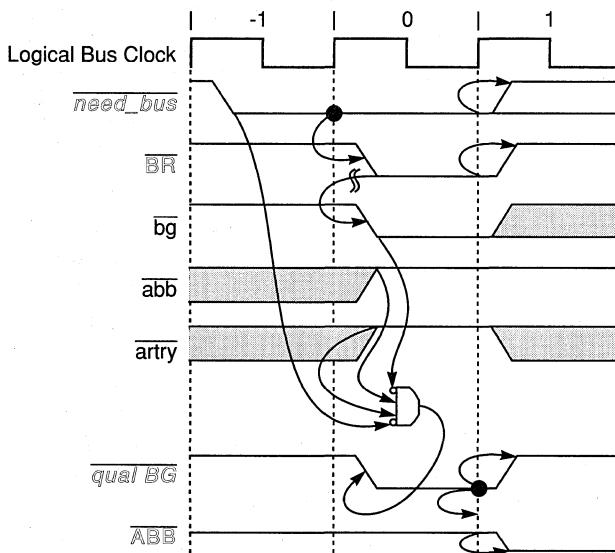 -1 0 1
Logical Bus Clock
need_bus
BR
bg
abb
artry
qual BG
ABB